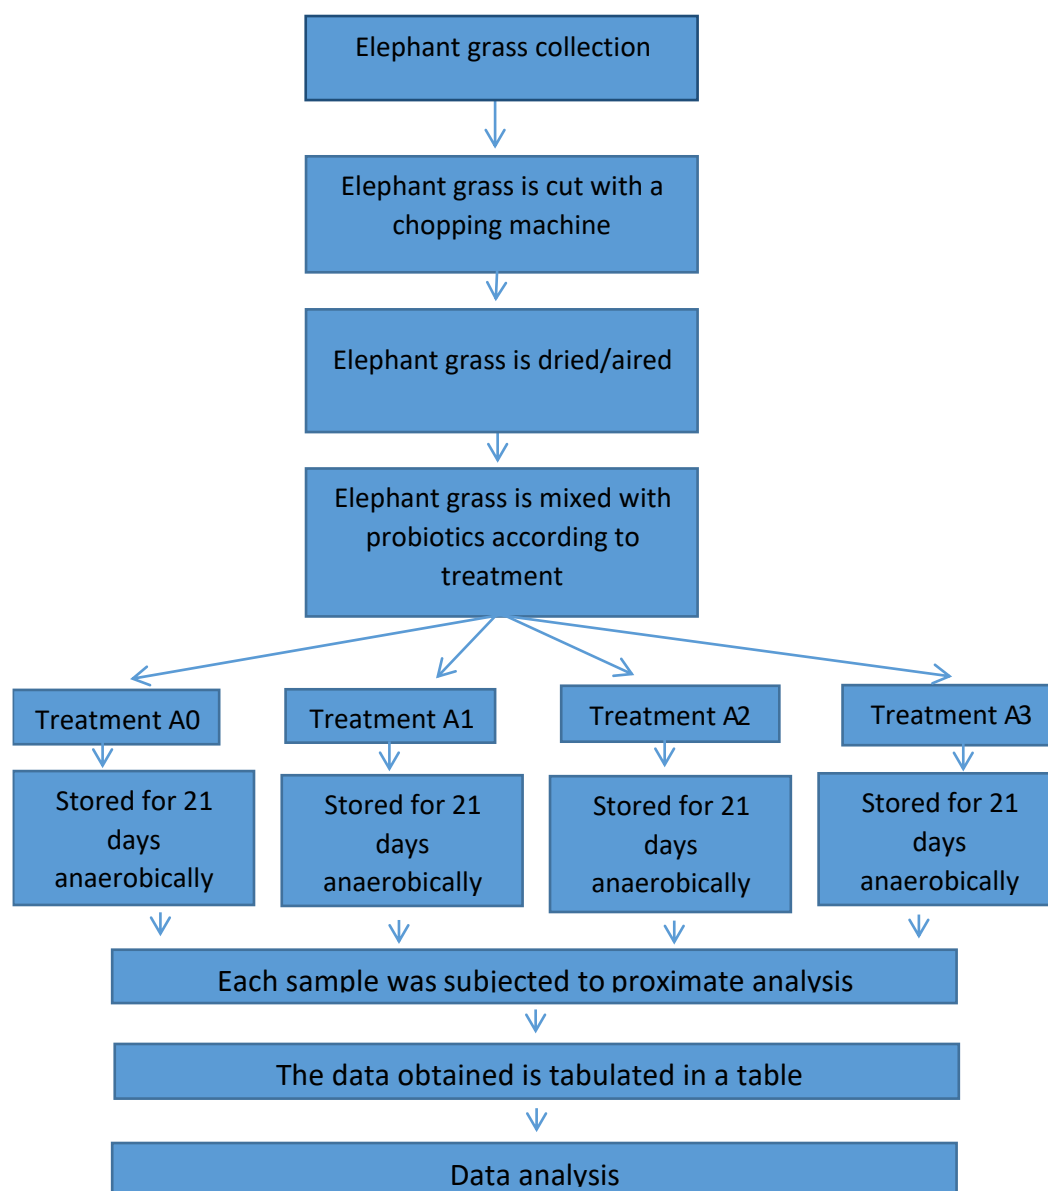 Elephant grass collection
Elephant grass is cut with a
chopping machine
Elephant grass is dried/aired
Elephant grass is mixed with
probiotics according to
treatment
Treatment A0
Treatment A1
Treatment A2
Treatment A3
Stored for 21
days
anaerobically
Stored for 21
days
anaerobically
Stored for 21
days
anaerobically
Stored for 21
days
anaerobically
Each sample was subjected to proximate analysis
The data obtained is tabulated in a table
Data analysis